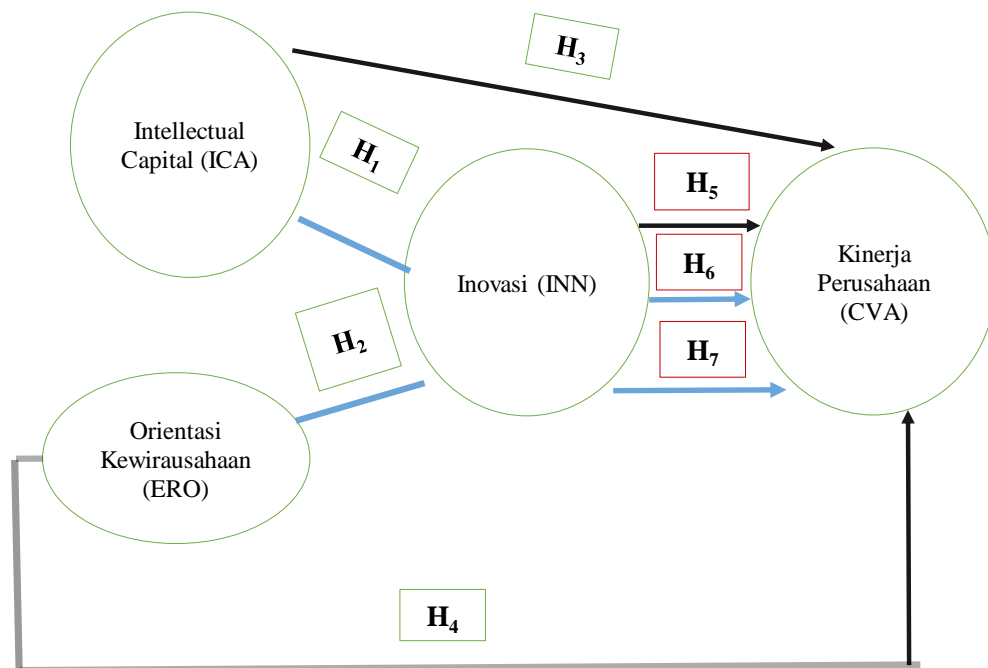 H3
Intellectual
Capital (ICA)
H1
H5
H6
Inovasi (INN)
Kinerja
Perusahaan
(CVA)
H2
H7
Orientasi
Kewirausahaan
(ERO)
H4